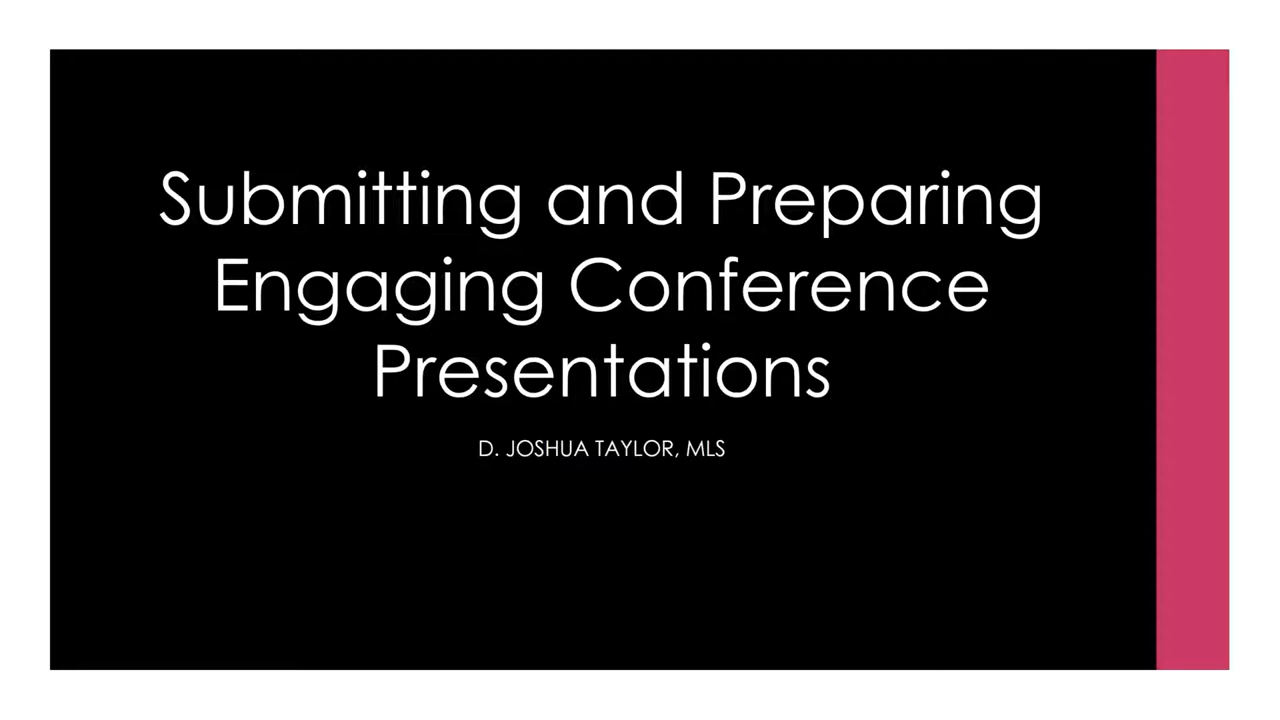 Submitting and Preparing
Engaging Conference
Presentations
D. JOSHUA TAYLOR, MLS